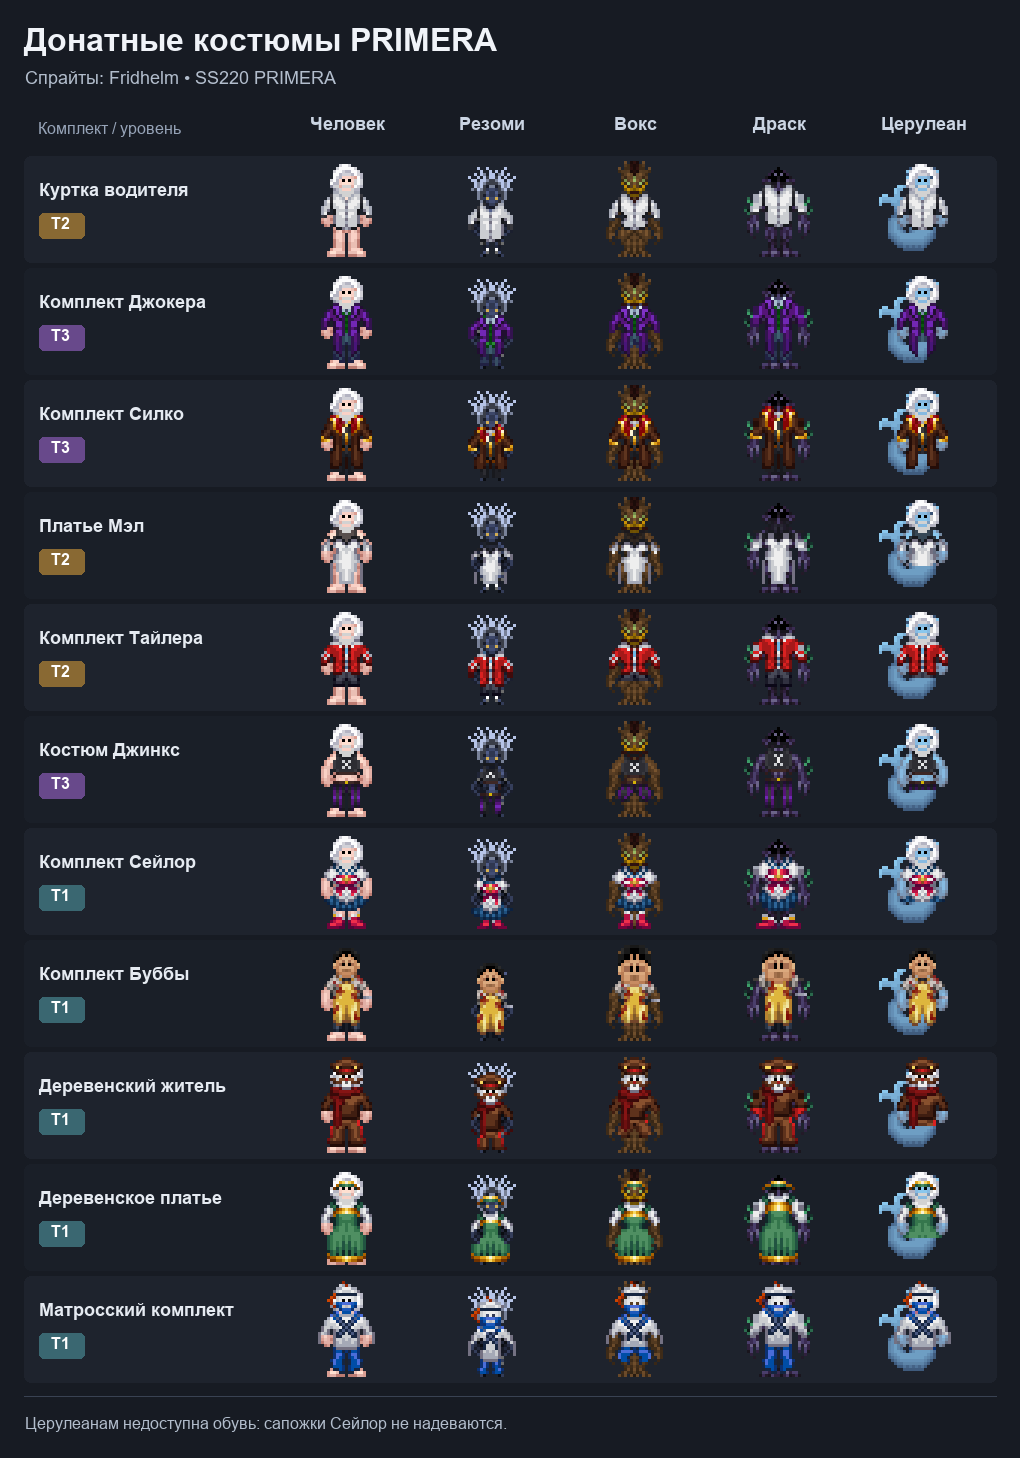 Донатные костюмы PRIMERA
Спрайты: Fridhelm • SS220 PRIMERA
Комплект / уровень Человек Резоми Вокс Драск Церулеан
Куртка водителя
T2
Комплект Джокера
T3
Комплект Силко
T3
Платье Мэл
T2
Комплект Тайлера
T2
Костюм Джинкс
T3
Комплект Сейлор
T1
Комплект Буббы
T1
Деревенский житель
T1
Деревенское платье
T1
Матросский комплект
T1
Церулеанам недоступна обувь: сапожки Сейлор не надеваются.